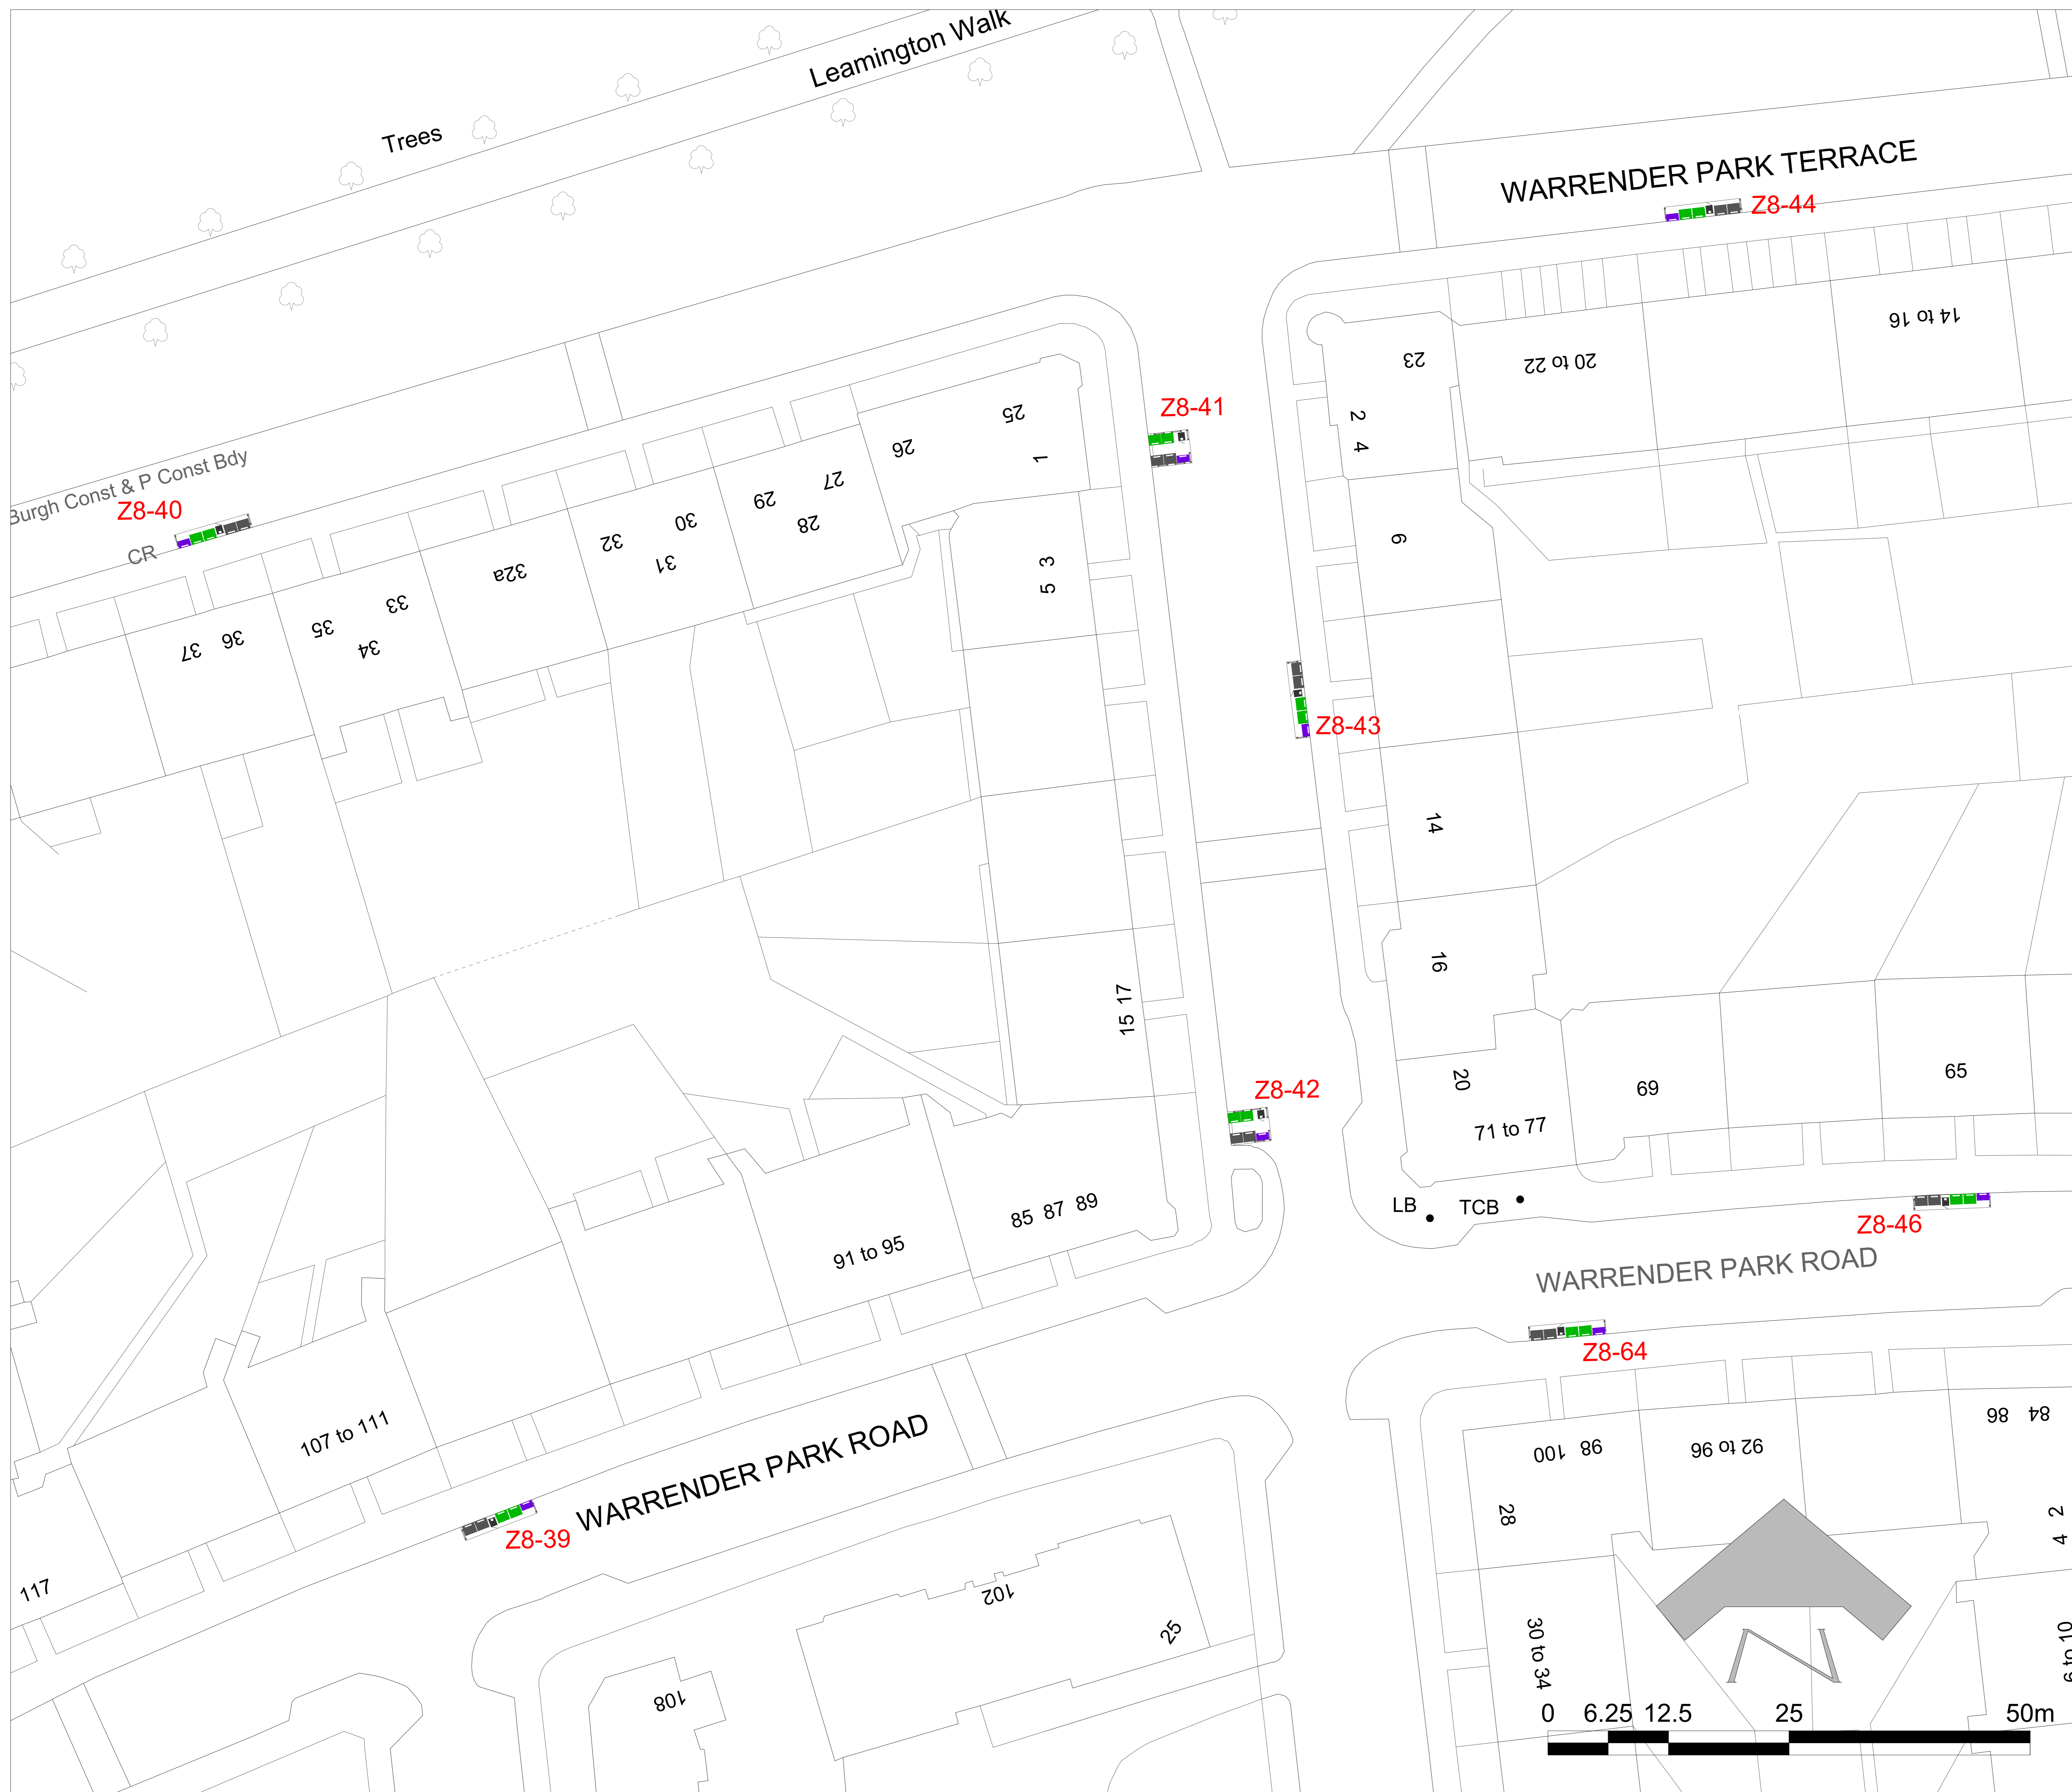 Leamington Walk
Trees
WARRENDER PARK TERRACE
Z8-44
14 to 16
20 to 22
23
2
4
Z8-41
25
26
1
27
29
28
30
32
31
32a
33
35
34
36
37
Burgh Const & P Const Bdy
Z8-40
CR
3
5
6
Z8-43
14
16
15 17
Z8-42
20
69
65
71 to 77
LB
TCB
Z8-46
85 87 89
91 to 95
WARRENDER PARK ROAD
Z8-64
107 to 111
WARRENDER PARK ROAD
Z8-39
117
84
86
92 to 96
98
100
28
2
4
102
25
108
30 to 34
6 to 10
N
0 6.25 12.5 25 50m